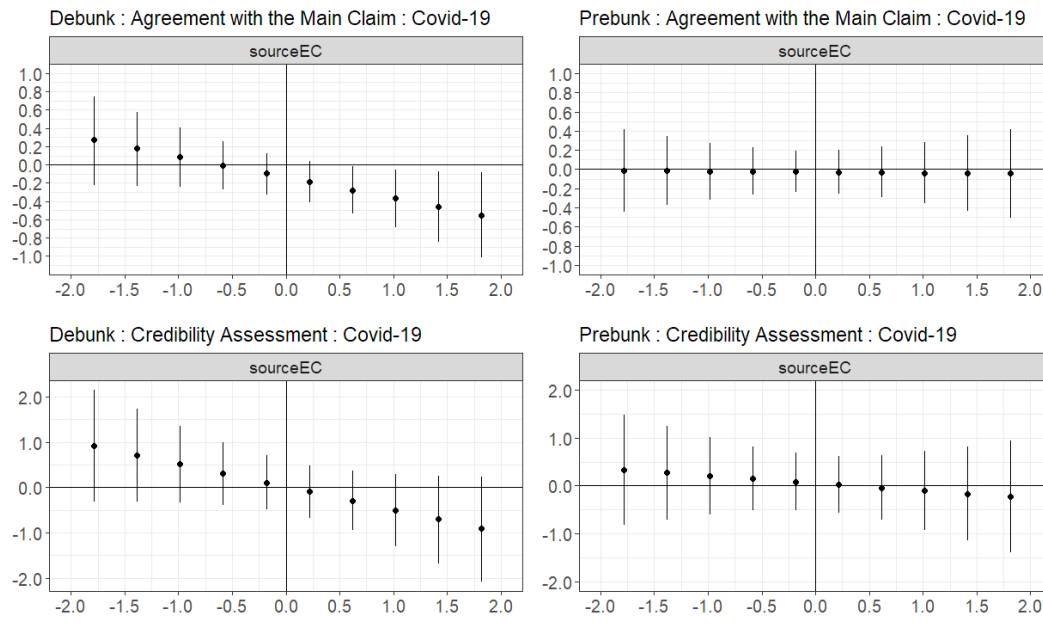 Debunk : Agreement with the Main Claim : Covid-19
sourceEC
1.0
0.8
0.6
0.4
0.2
0.0
-0.2
-0.4
-0.6
-0.8
-1.0
-2.0 -1.5 -1.0 -0.5 0.0 0.5 1.0 1.5 2.0
Prebunk : Agreement with the Main Claim : Covid-19
sourceEC
1.0
0.8
0.6
0.4
0.2
0.0
-0.2
-0.4
-0.6
-0.8
-1.0
-2.0 -1.5 -1.0 -0.5 0.0 0.5 1.0 1.5 2.0
Debunk : Credibility Assessment : Covid-19
sourceEC
2.0
1.0
0.0
-1.0
-2.0
-2.0 -1.5 -1.0 -0.5 0.0 0.5 1.0 1.5 2.0
Prebunk : Credibility Assessment : Covid-19
sourceEC
2.0
1.0
0.0
-1.0
-2.0
-2.0 -1.5 -1.0 -0.5 0.0 0.5 1.0 1.5 2.0